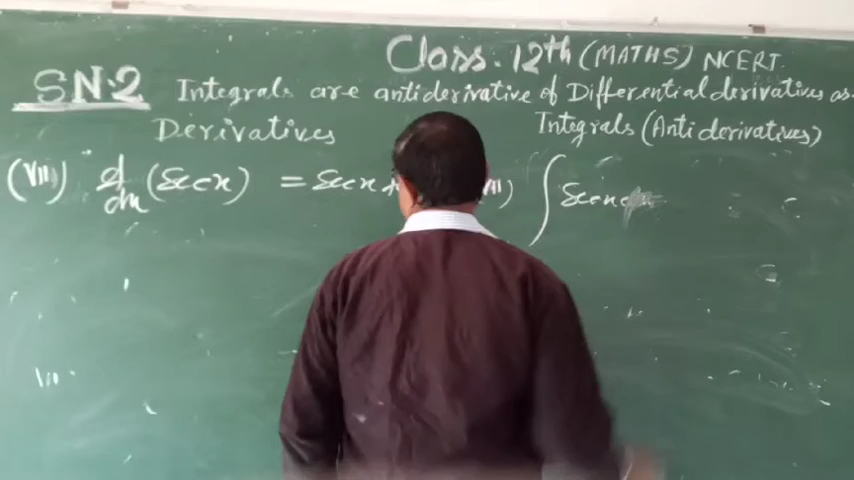 Class. 12th (MATHS) NCERT.
SN.2 Integrals are antiderivative of Differential derivatives as-
Derivatives Integrals (Anti derivatives)
(VII) d/dx (Secx) = Secx (VII) ∫ Secx